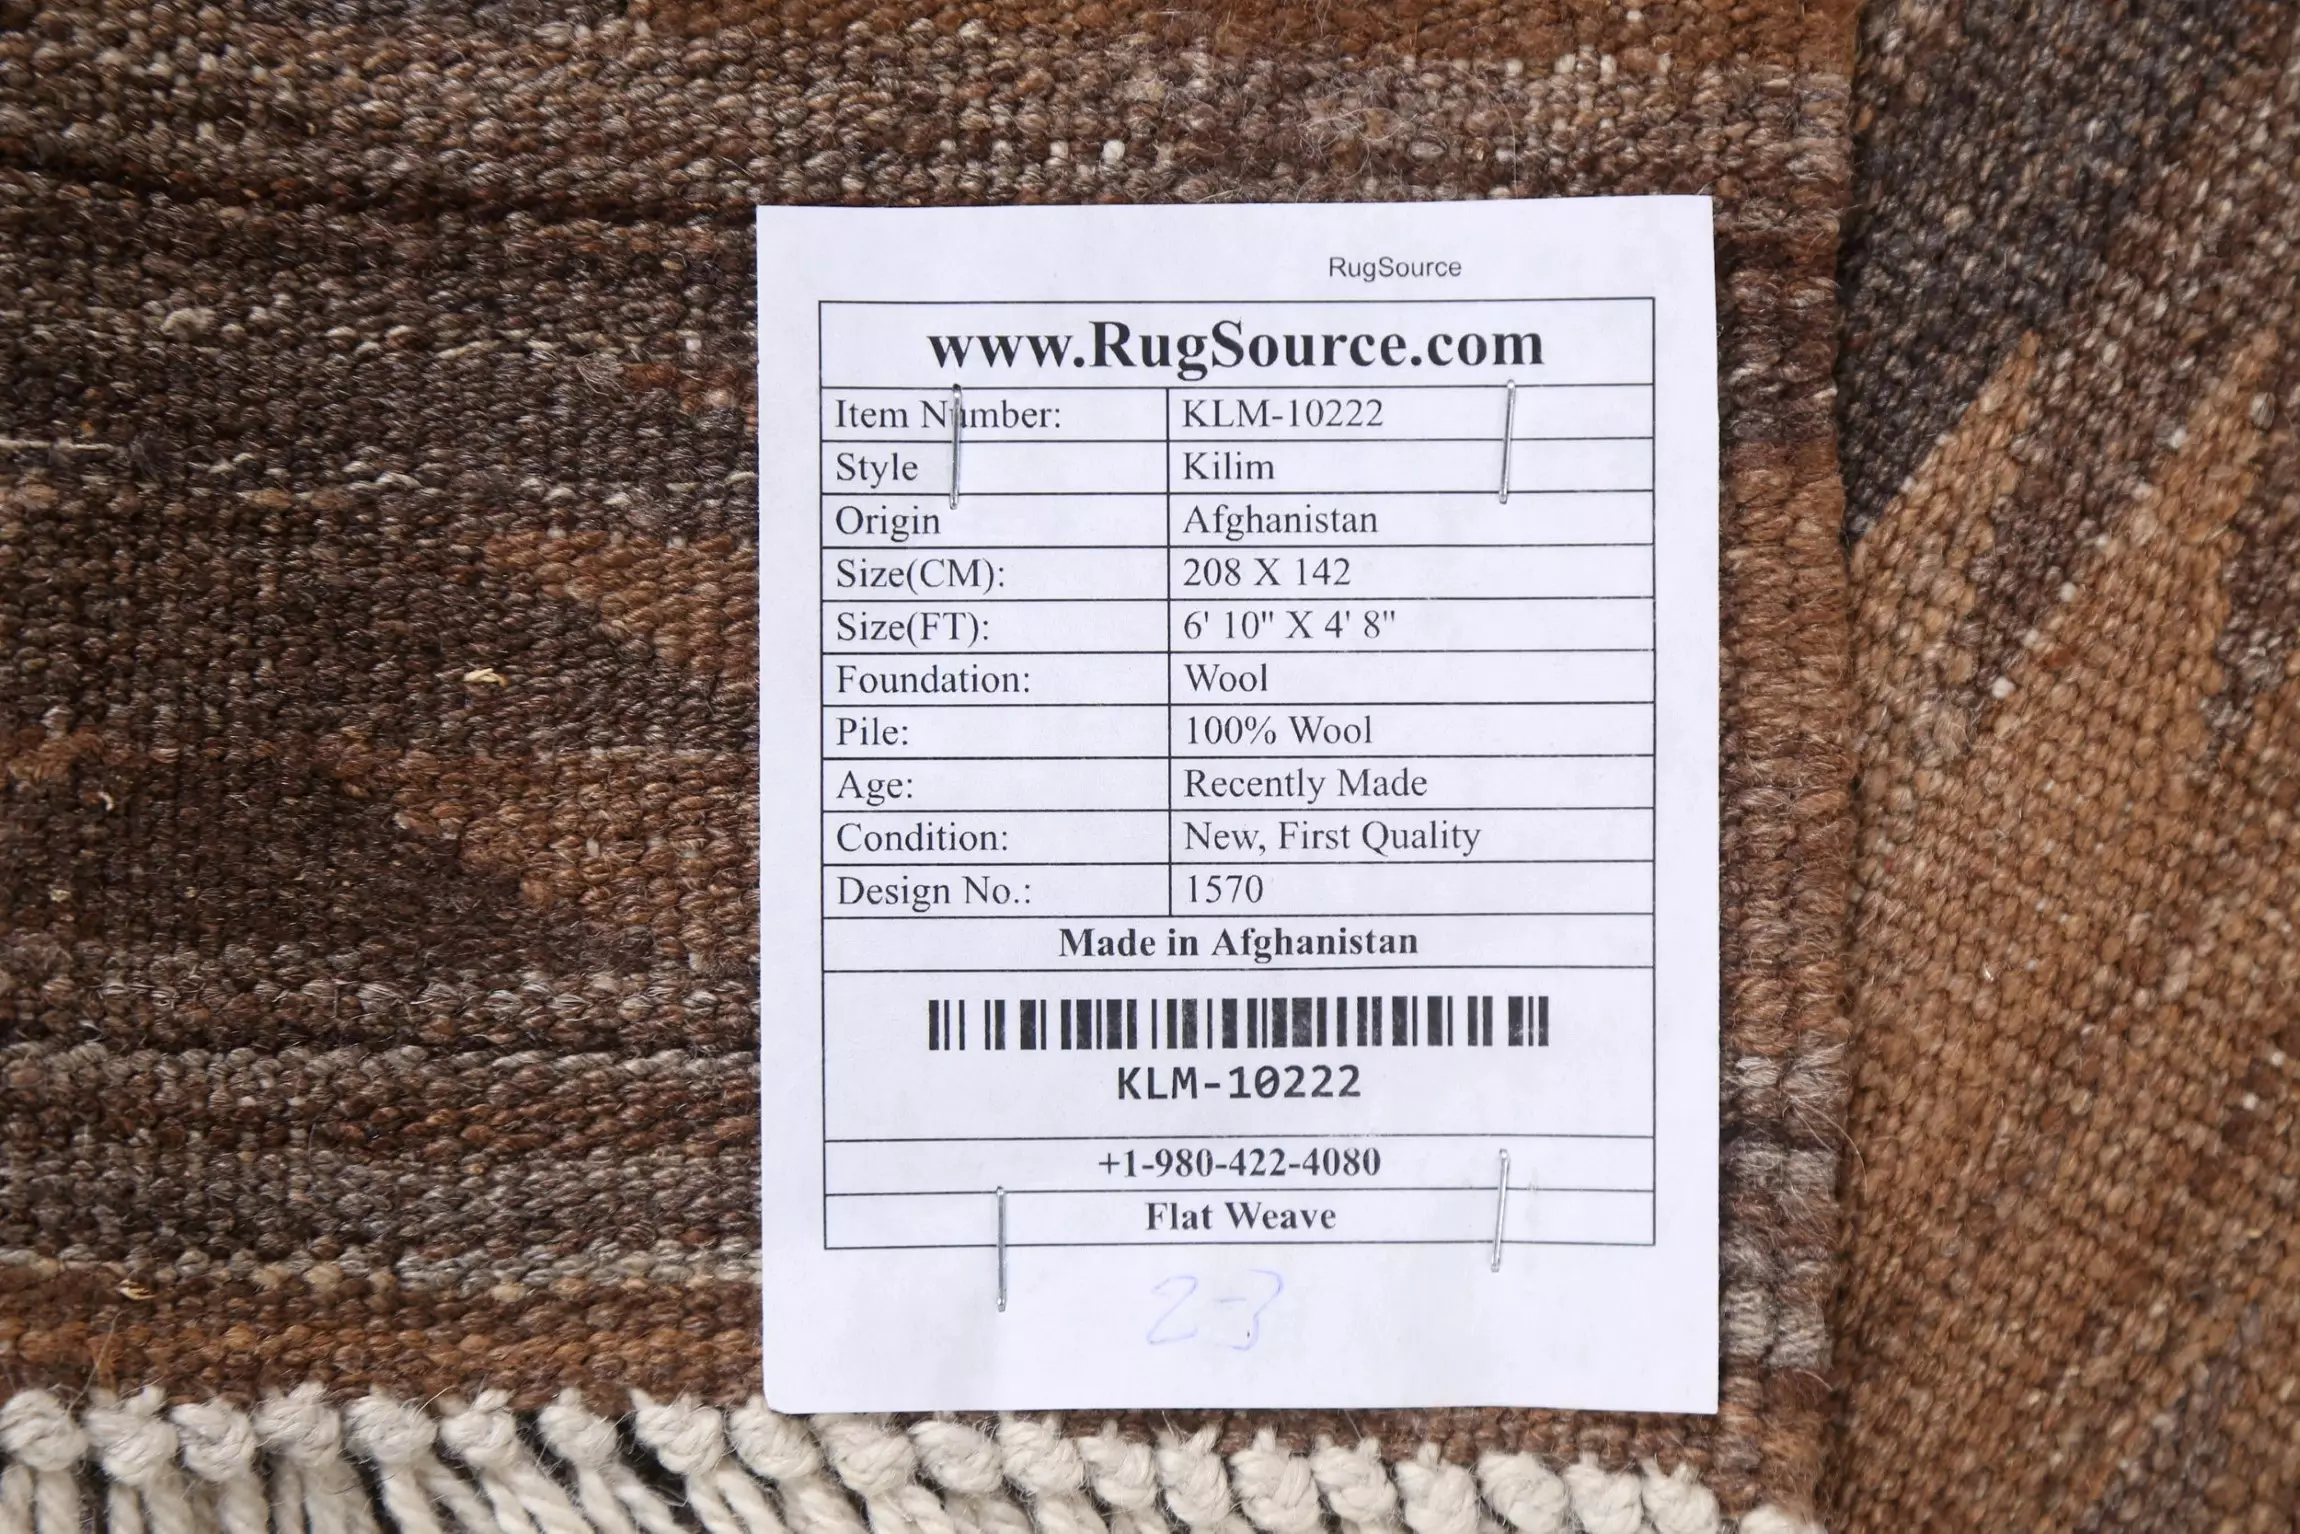 RugSource
www.RugSource.com
Item Number: KLM-10222
Style Kilim
Origin Afghanistan
Size(CM): 208 X 142
Size(FT): 6' 10" X 4' 8"
Foundation: Wool
Pile: 100% Wool
Age: Recently Made
Condition: New, First Quality
Design No.: 1570
Made in Afghanistan
KLM-10222
+1-980-422-4080
Flat Weave
2-3